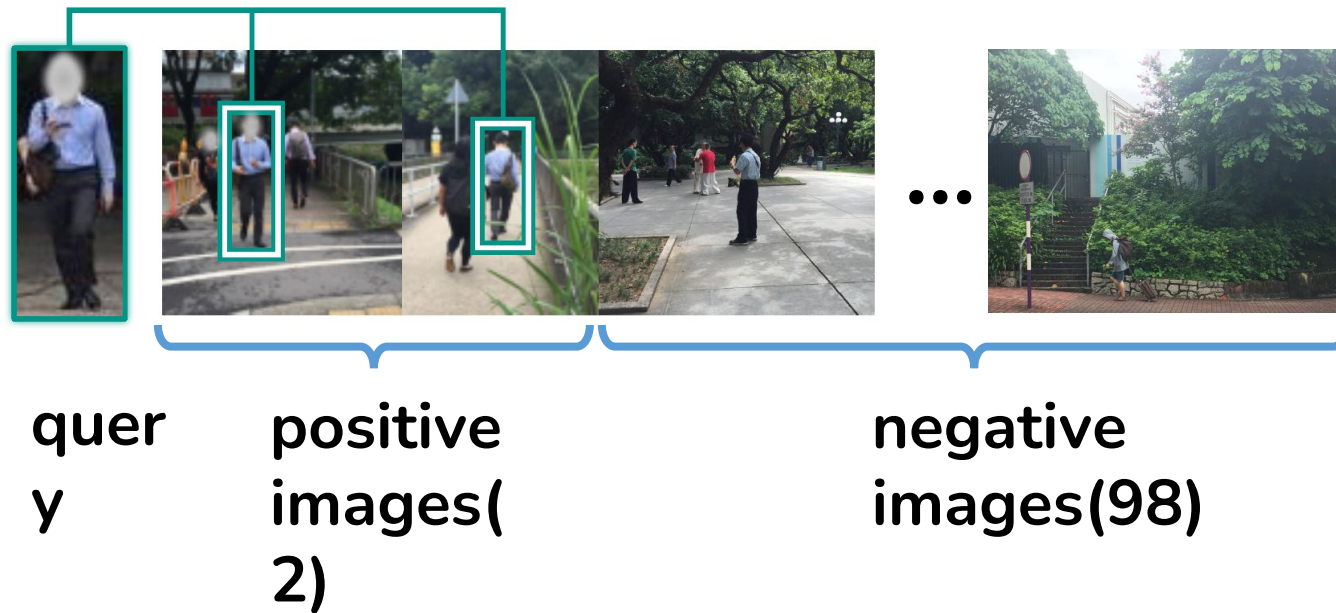 quer
y
positive
images(
2)
negative
images(98)
...